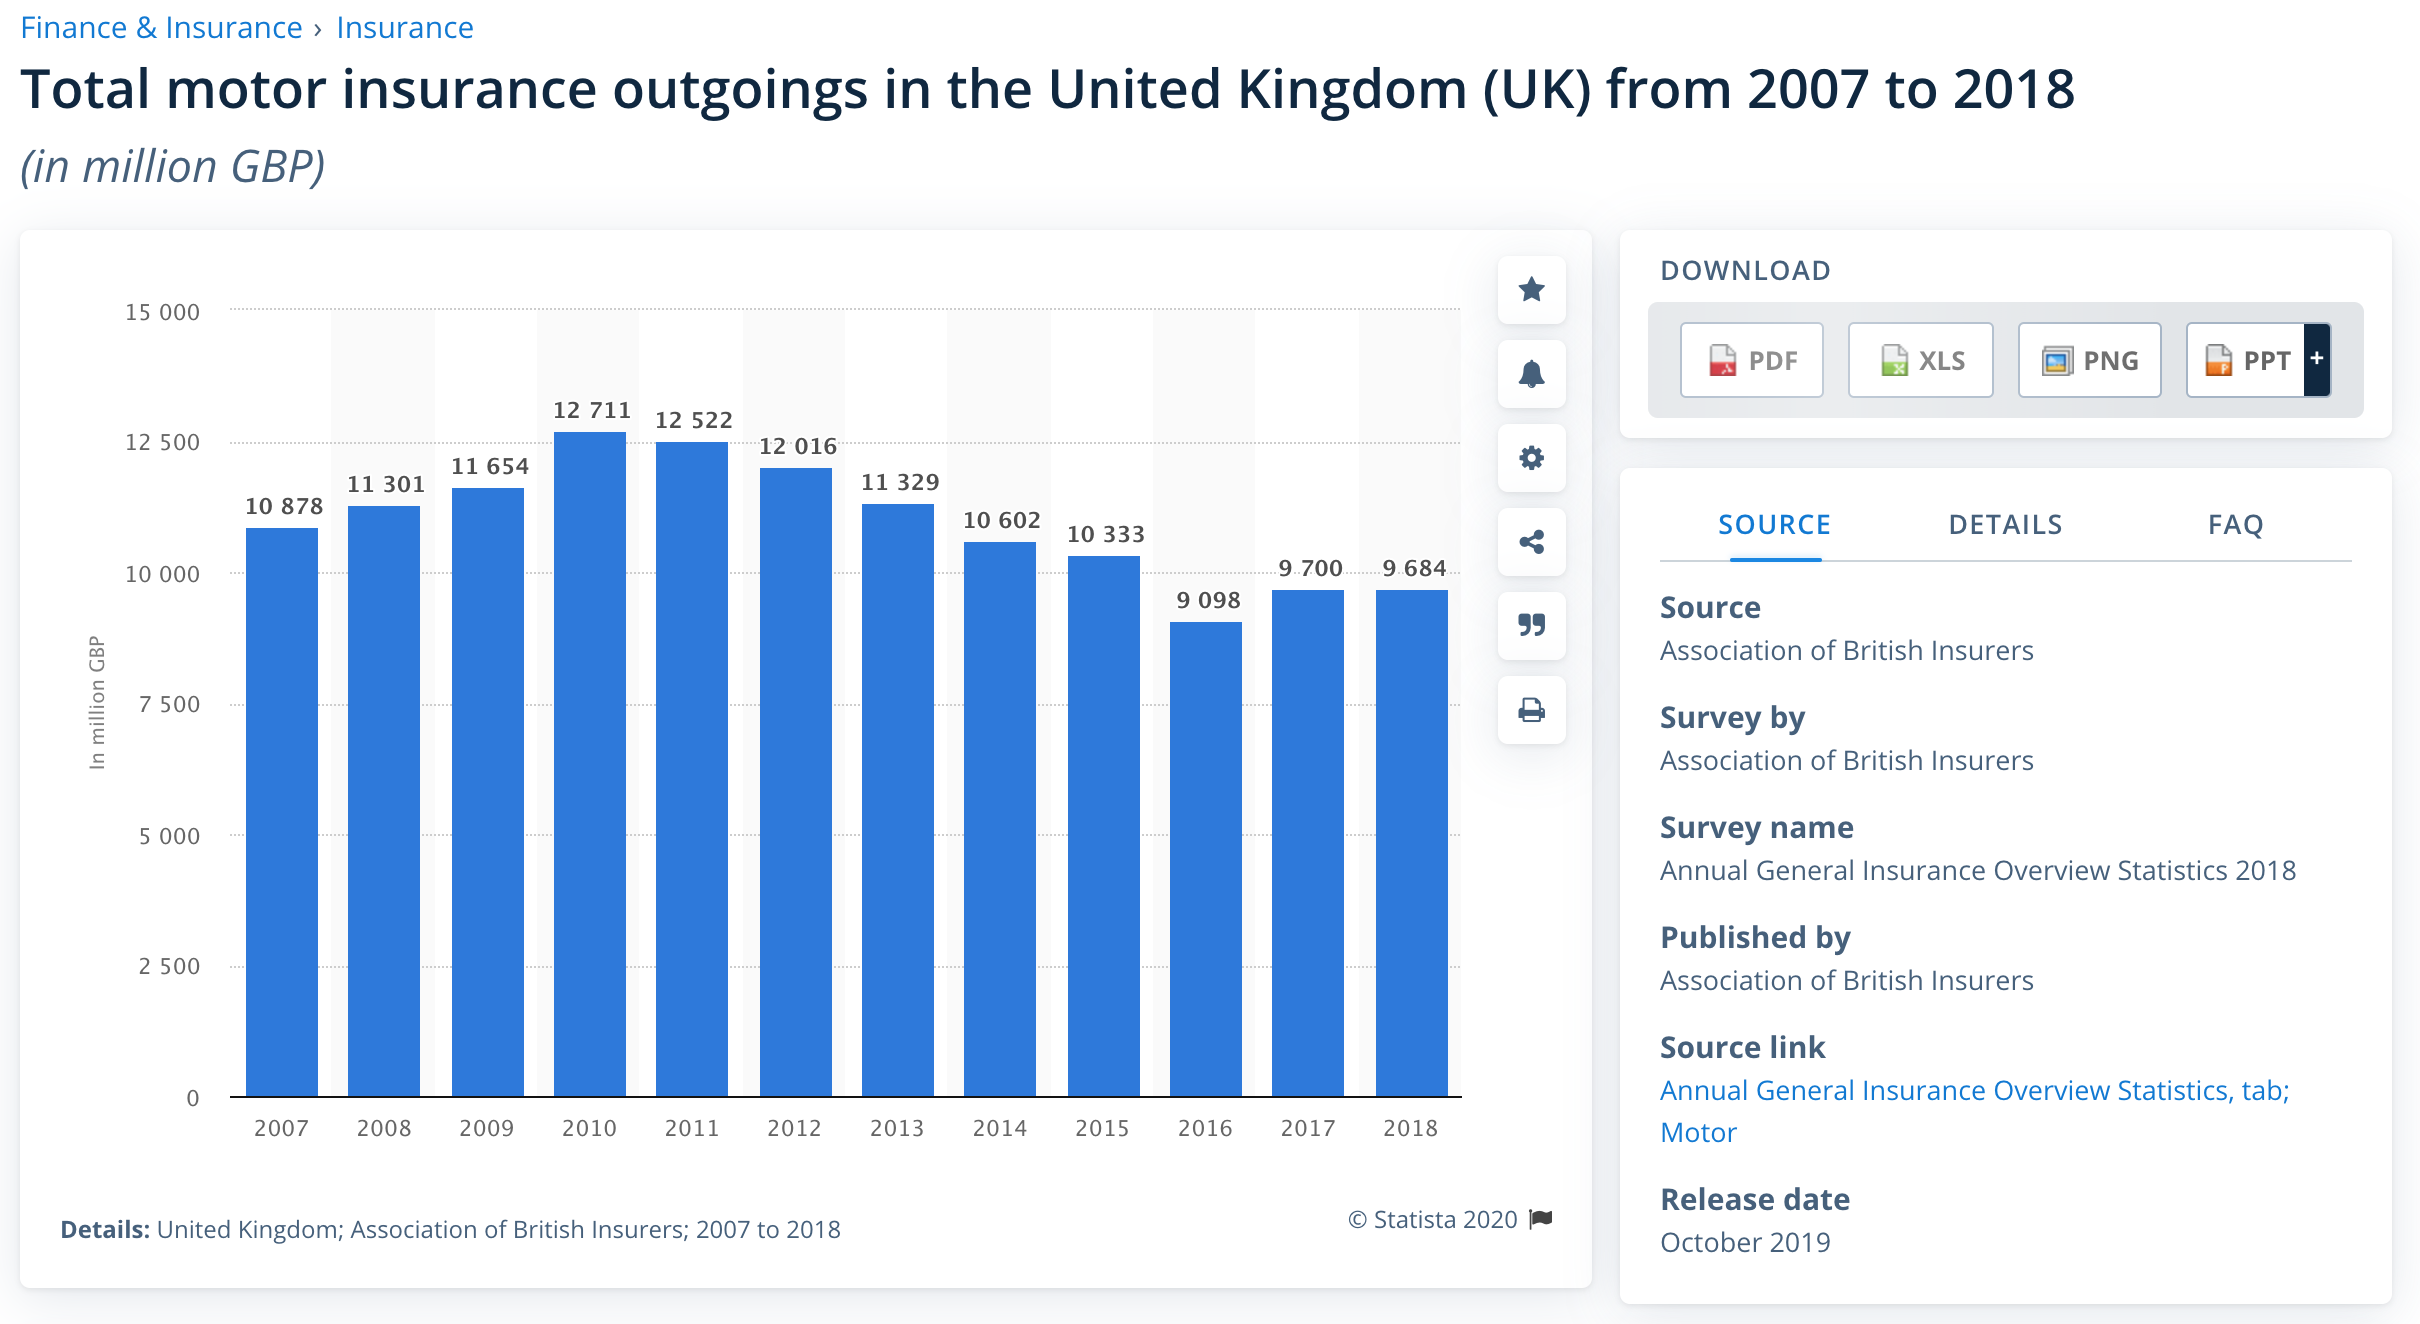 Finance & Insurance › Insurance
Total motor insurance outgoings in the United Kingdom (UK) from 2007 to 2018
(in million GBP)
15 000
12 500
10 000
7 500
5 000
2 500
0
In million GBP
10 878
11 301
11 654
12 711
12 522
12 016
11 329
10 602
10 333
9 098
9 700
9 684
2007
2008
2009
2010
2011
2012
2013
2014
2015
2016
2017
2018
Details: United Kingdom; Association of British Insurers; 2007 to 2018
© Statista 2020
DOWNLOAD
PDF
XLS
PNG
PPT +
SOURCE
DETAILS
FAQ
Source
Association of British Insurers
Survey by
Association of British Insurers
Survey name
Annual General Insurance Overview Statistics 2018
Published by
Association of British Insurers
Source link
Annual General Insurance Overview Statistics, tab;
Motor
Release date
October 2019